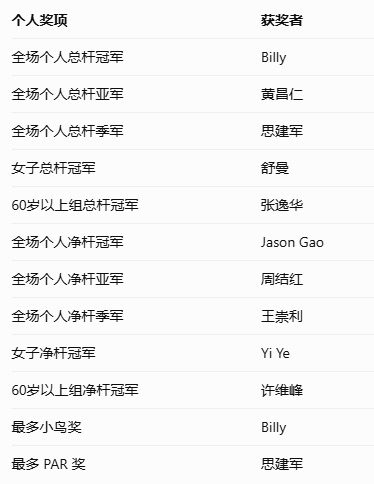 个人奖项 获奖者
全场个人总杆冠军 Billy
全场个人总杆亚军 黄昌仁
全场个人总杆季军 思建军
女子总杆冠军 舒曼
60岁以上组总杆冠军 张逸华
全场个人净杆冠军 Jason Gao
全场个人净杆亚军 周结红
全场个人净杆季军 王崇利
女子净杆冠军 Yi Ye
60岁以上组净杆冠军 许维峰
最多小鸟奖 Billy
最多 PAR 奖 思建军